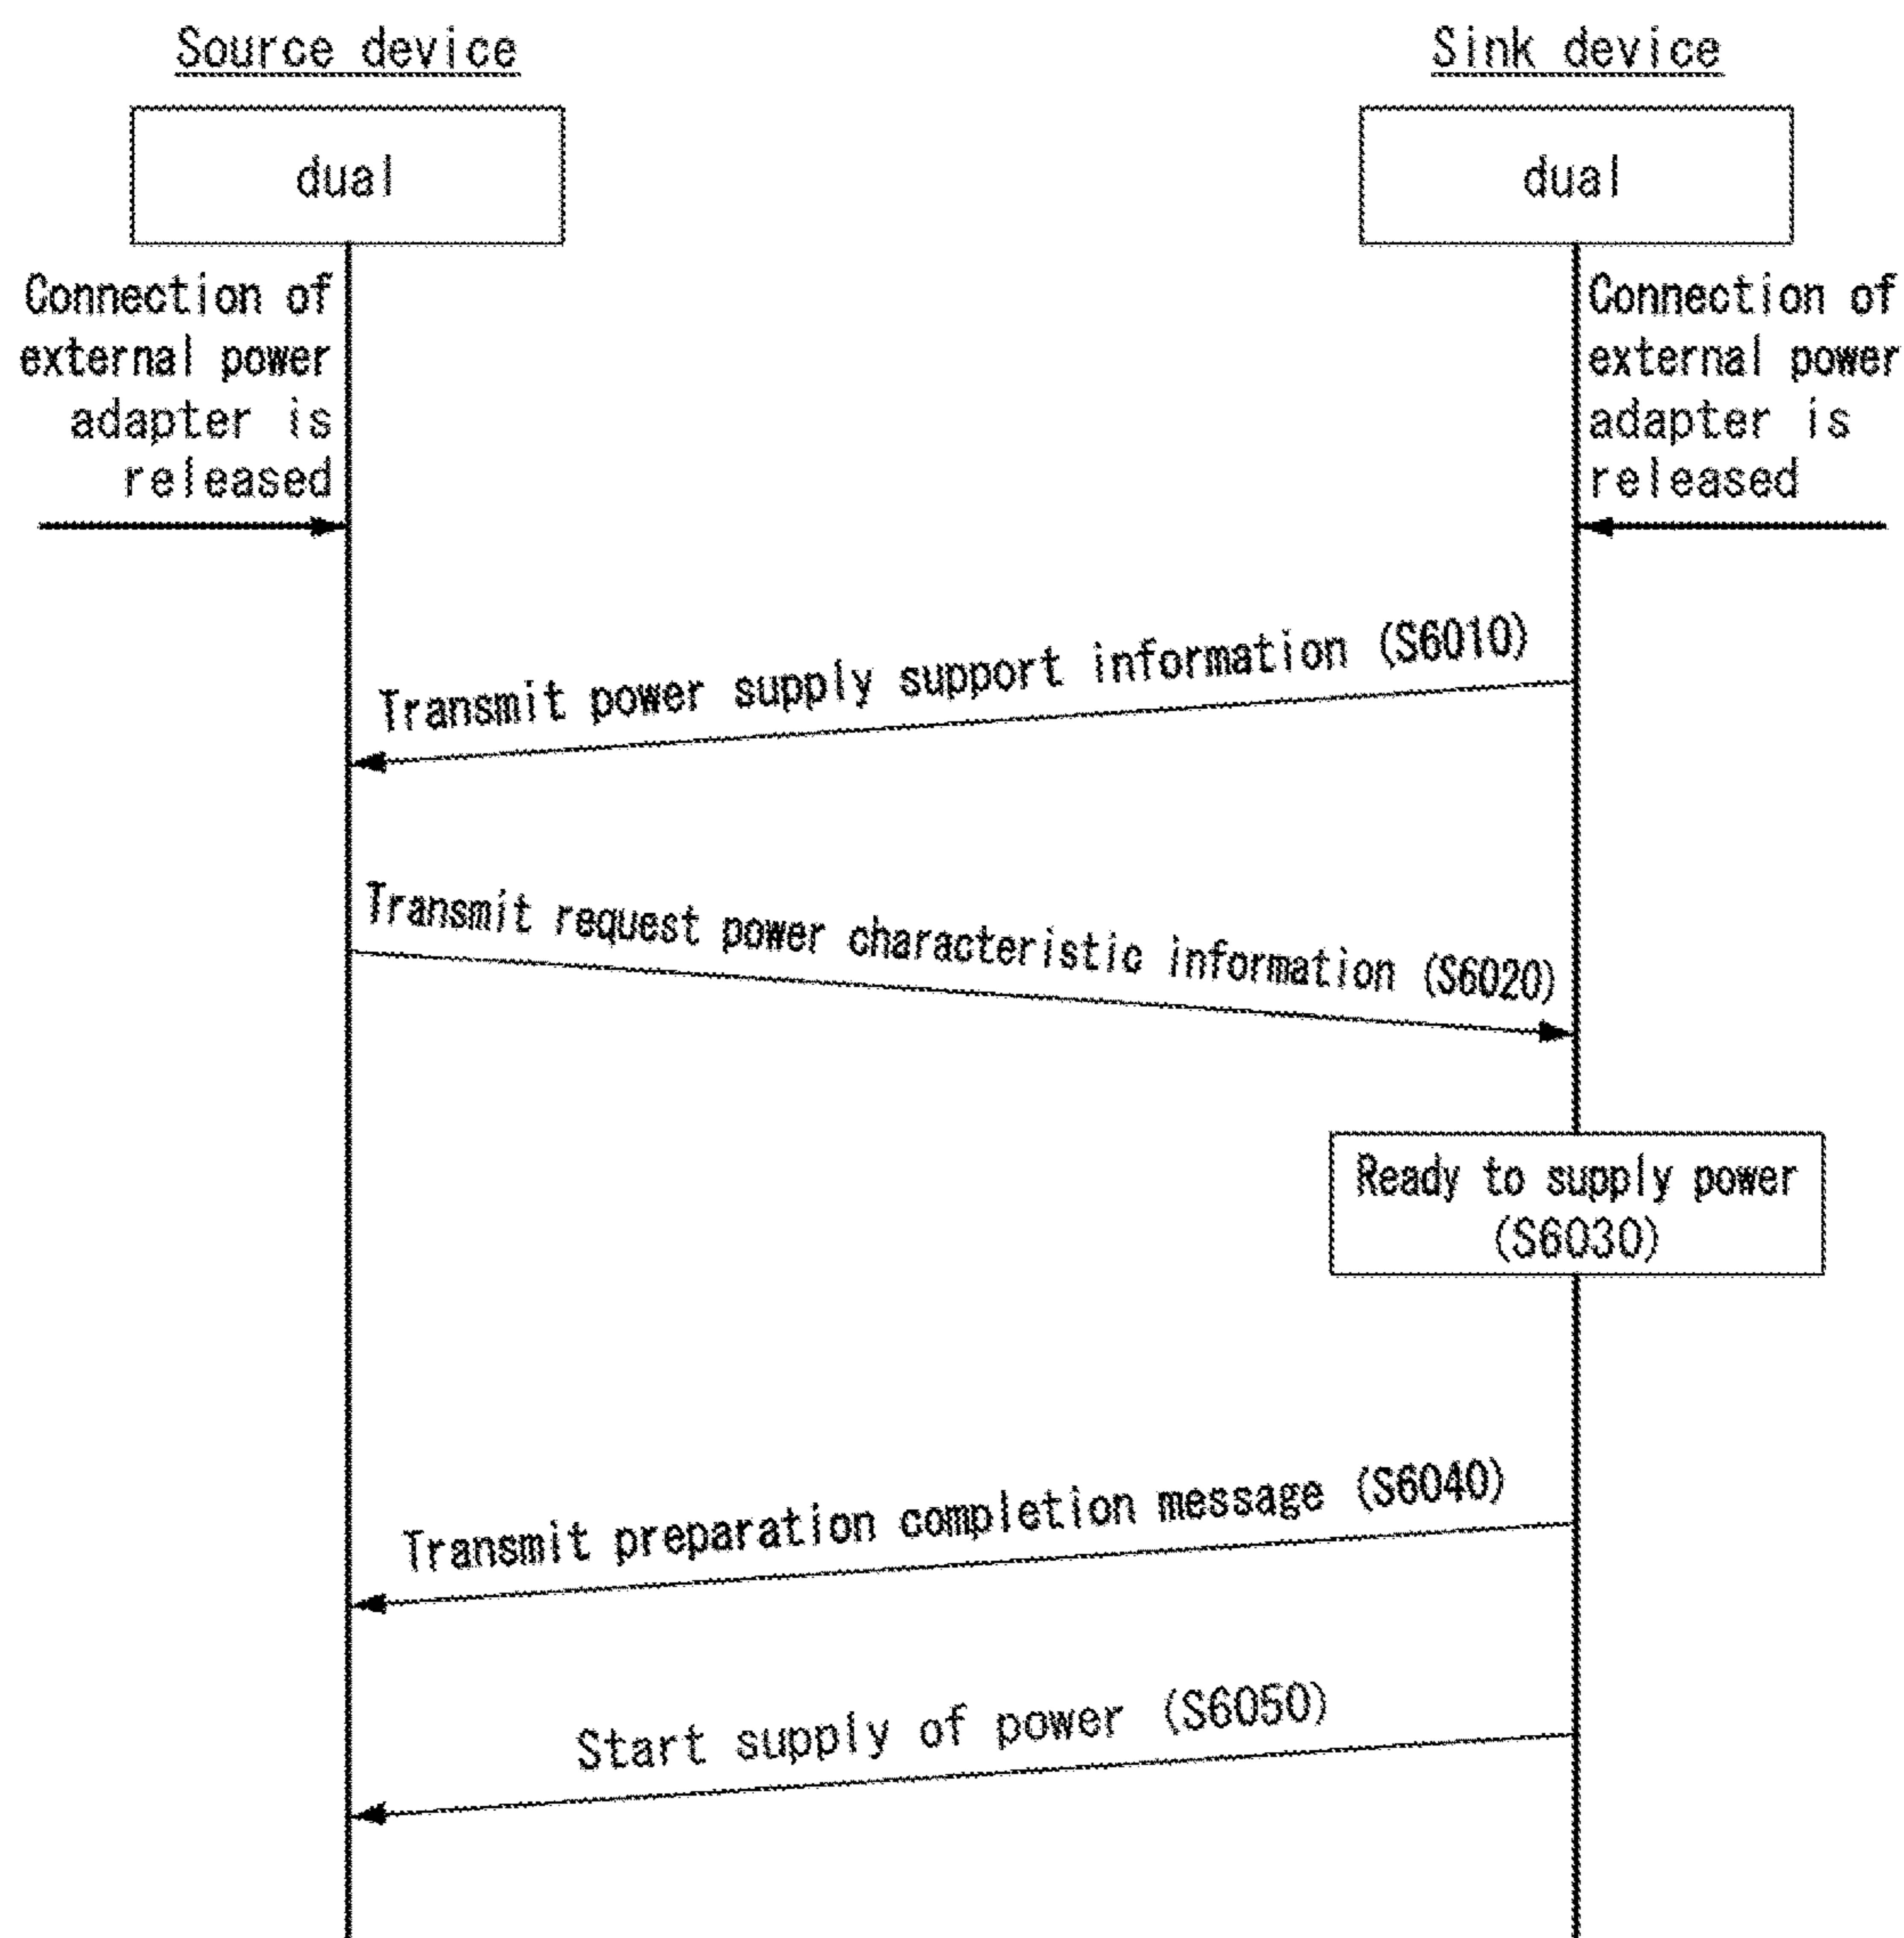 Source device
Sink device
dual
dual
Connection of
external power
adapter is
released
Connection of
external power
adapter is
released
Transmit power supply support information (S6010)
Transmit request power characteristic information (S6020)
Ready to supply power
(S6030)
Transmit preparation completion message (S6040)
Start supply of power (S6050)